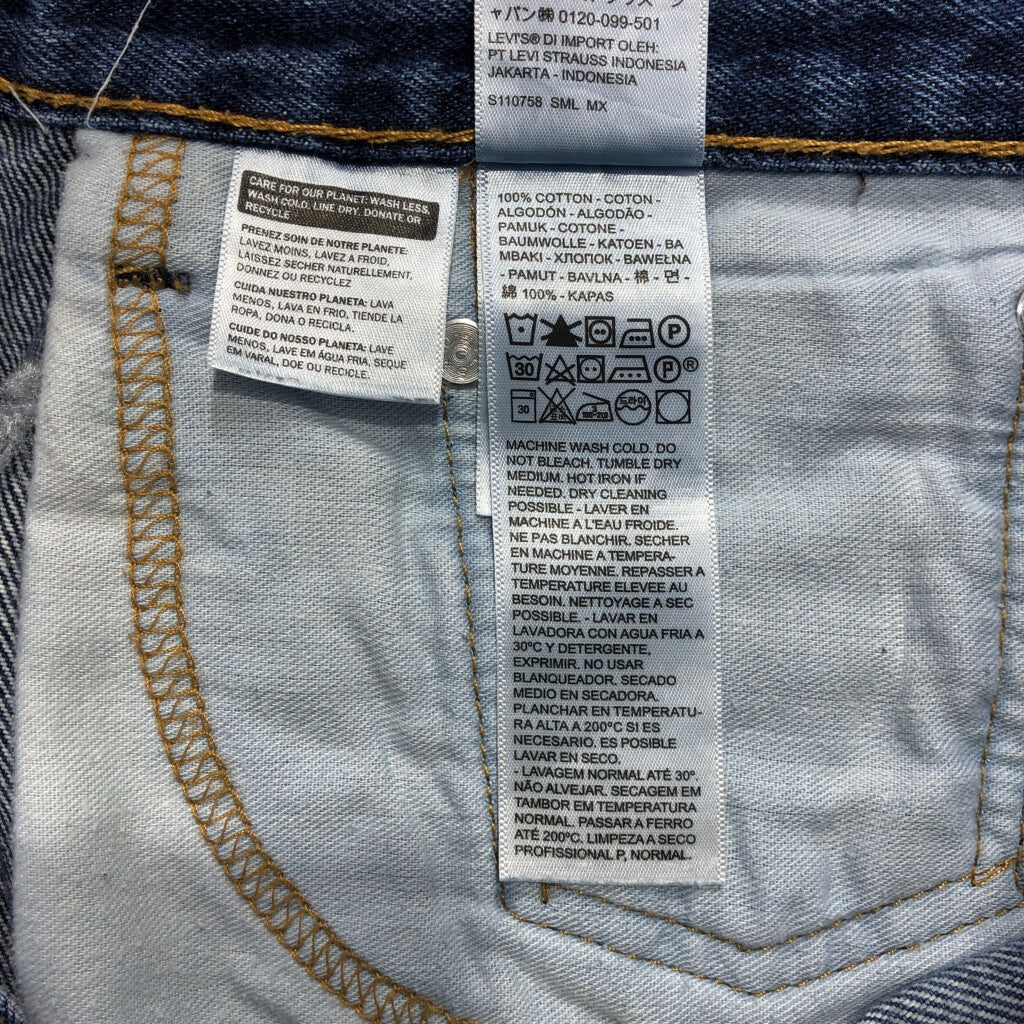 ャパン㈱ 0120-099-501
LEVI'S® DI IMPORT OLEH:
PT LEVI STRAUSS INDONESIA
JAKARTA - INDONESIA
S110758 SML MX
CARE FOR OUR PLANET: WASH LESS,
WASH COLD, LINE DRY, DONATE OR
RECYCLE
PRENEZ SOIN DE NOTRE PLANETE:
LAVEZ MOINS, LAVEZ A FROID,
LAISSEZ SECHER NATURELLEMENT,
DONNEZ OU RECYCLEZ
CUIDA NUESTRO PLANETA: LAVA
MENOS, LAVA EN FRIO, TIENDE LA
ROPA, DONA O RECICLA.
CUIDE DO NOSSO PLANETA: LAVE
MENOS, LAVE EM ÁGUA FRIA, SEQUE
EM VARAL, DOE OU RECICLE.
100% COTTON - COTON -
ALGODÓN - ALGODÃO -
PAMUK - COTONE -
BAUMWOLLE - KATOEN - BA
MBAKI - ХЛОПОК - BAWEŁNA
- PAMUT - BAVLNA - 棉 - 면 -
綿 100% - KAPAS
P
30 P ®
30 180-210 드라이
MACHINE WASH COLD. DO
NOT BLEACH. TUMBLE DRY
MEDIUM. HOT IRON IF
NEEDED. DRY CLEANING
POSSIBLE - LAVER EN
MACHINE A L'EAU FROIDE.
NE PAS BLANCHIR. SECHER
EN MACHINE A TEMPERA-
TURE MOYENNE. REPASSER A
TEMPERATURE ELEVEE AU
BESOIN. NETTOYAGE A SEC
POSSIBLE. - LAVAR EN
LAVADORA CON AGUA FRIA A
30ºC Y DETERGENTE,
EXPRIMIR. NO USAR
BLANQUEADOR. SECADO
MEDIO EN SECADORA.
PLANCHAR EN TEMPERATU-
RA ALTA A 200ºC SI ES
NECESARIO. ES POSIBLE
LAVAR EN SECO.
- LAVAGEM NORMAL ATÉ 30º.
NÃO ALVEJAR. SECAGEM EM
TAMBOR EM TEMPERATURA
NORMAL. PASSAR A FERRO
ATÉ 200ºC. LIMPEZA A SECO
PROFISSIONAL P, NORMAL.